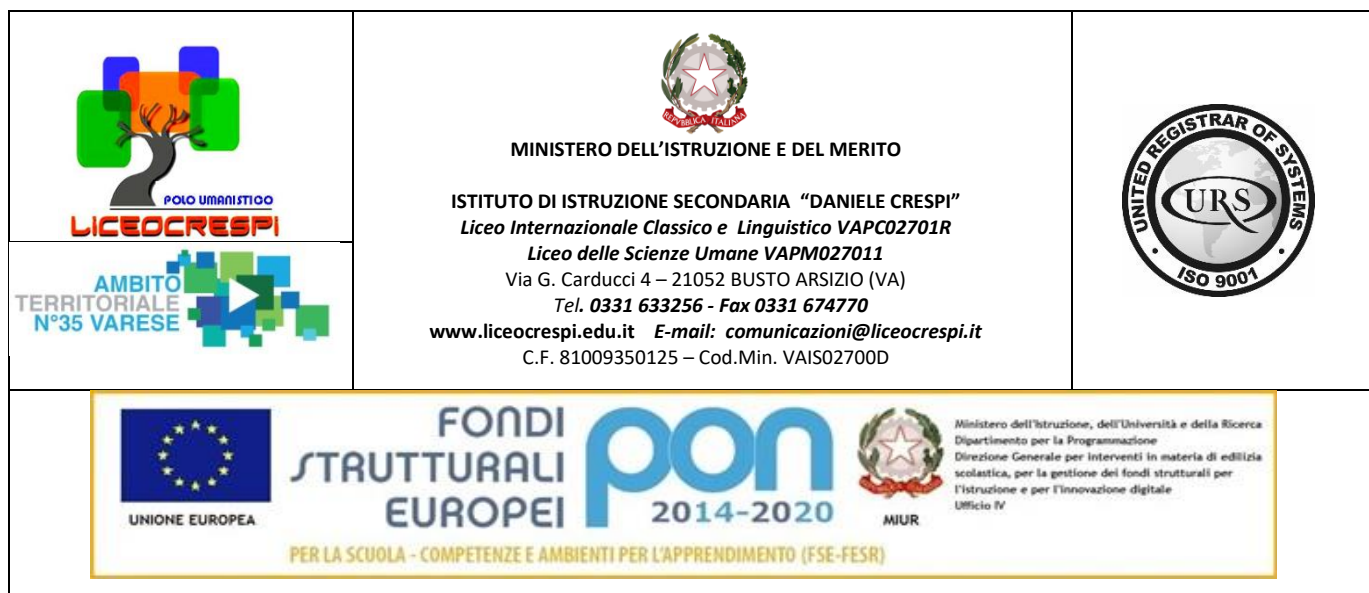 POLO UMANISTICO
LICEOCRESPI
AMBITO
TERRITORIALE
N°35 VARESE
REPVBBLICA ITALIANA
MINISTERO DELL’ISTRUZIONE E DEL MERITO
ISTITUTO DI ISTRUZIONE SECONDARIA “DANIELE CRESPI”
Liceo Internazionale Classico e Linguistico VAPC02701R
Liceo delle Scienze Umane VAPM027011
Via G. Carducci 4 – 21052 BUSTO ARSIZIO (VA)
Tel. 0331 633256 - Fax 0331 674770
www.liceocrespi.edu.it E-mail: comunicazioni@liceocrespi.it
C.F. 81009350125 – Cod.Min. VAIS02700D
UNITED REGISTRAR OF SYSTEMS
URS
ISO 9001
UNIONE EUROPEA
FONDI
STRUTTURALI
EUROPEI
pon
2014-2020
MIUR
Ministero dell'Istruzione, dell'Università e della Ricerca
Dipartimento per la Programmazione
Direzione Generale per interventi in materia di edilizia
scolastica, per la gestione dei fondi strutturali per
l'istruzione e per l'innovazione digitale
Ufficio IV
PER LA SCUOLA - COMPETENZE E AMBIENTI PER L'APPRENDIMENTO (FSE-FESR)